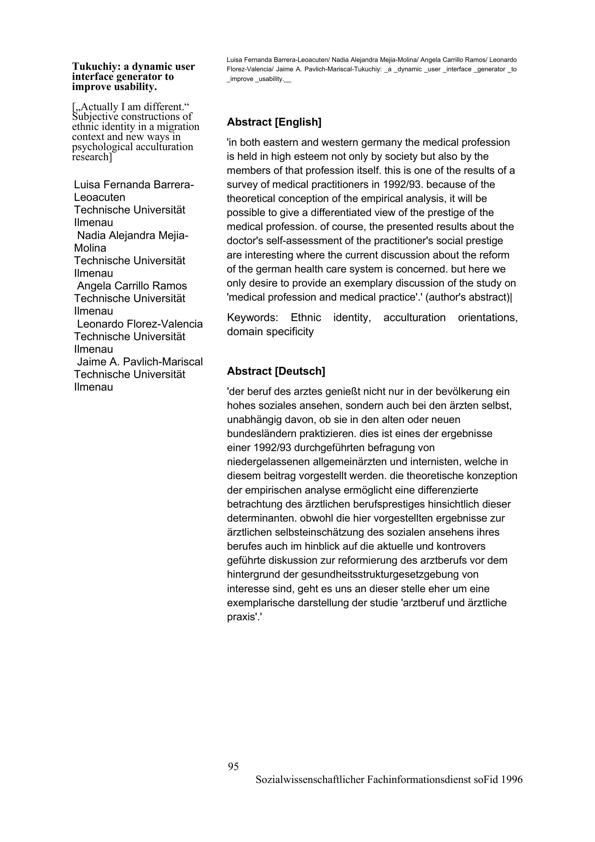 Tukuchiy: a dynamic user
interface generator to
improve usability.
[„Actually I am different.“
Subjective constructions of
ethnic identity in a migration
context and new ways in
psychological acculturation
research]
Luisa Fernanda Barrera-
Leoacuten
Technische Universität
Ilmenau
Nadia Alejandra Mejia-
Molina
Technische Universität
Ilmenau
Angela Carrillo Ramos
Technische Universität
Ilmenau
Leonardo Florez-Valencia
Technische Universität
Ilmenau
Jaime A. Pavlich-Mariscal
Technische Universität
Ilmenau
Luisa Fernanda Barrera-Leoacuten/ Nadia Alejandra Mejia-Molina/ Angela Carrillo Ramos/ Leonardo
Florez-Valencia/ Jaime A. Pavlich-Mariscal-Tukuchiy: _a _dynamic _user _interface _generator _to
_improve _usability.__
Abstract [English]
'in both eastern and western germany the medical profession
is held in high esteem not only by society but also by the
members of that profession itself. this is one of the results of a
survey of medical practitioners in 1992/93. because of the
theoretical conception of the empirical analysis, it will be
possible to give a differentiated view of the prestige of the
medical profession. of course, the presented results about the
doctor's self-assessment of the practitioner's social prestige
are interesting where the current discussion about the reform
of the german health care system is concerned. but here we
only desire to provide an exemplary discussion of the study on
'medical profession and medical practice'.' (author's abstract)|
Keywords: Ethnic identity, acculturation orientations,
domain specificity
Abstract [Deutsch]
'der beruf des arztes genießt nicht nur in der bevölkerung ein
hohes soziales ansehen, sondern auch bei den ärzten selbst,
unabhängig davon, ob sie in den alten oder neuen
bundesländern praktizieren. dies ist eines der ergebnisse
einer 1992/93 durchgeführten befragung von
niedergelassenen allgemeinärzten und internisten, welche in
diesem beitrag vorgestellt werden. die theoretische konzeption
der empirischen analyse ermöglicht eine differenzierte
betrachtung des ärztlichen berufsprestiges hinsichtlich dieser
determinanten. obwohl die hier vorgestellten ergebnisse zur
ärztlichen selbsteinschätzung des sozialen ansehens ihres
berufes auch im hinblick auf die aktuelle und kontrovers
geführte diskussion zur reformierung des arztberufs vor dem
hintergrund der gesundheitsstrukturgesetzgebung von
interesse sind, geht es uns an dieser stelle eher um eine
exemplarische darstellung der studie 'arztberuf und ärztliche
praxis'.'
95
Sozialwissenschaftlicher Fachinformationsdienst soFid 1996